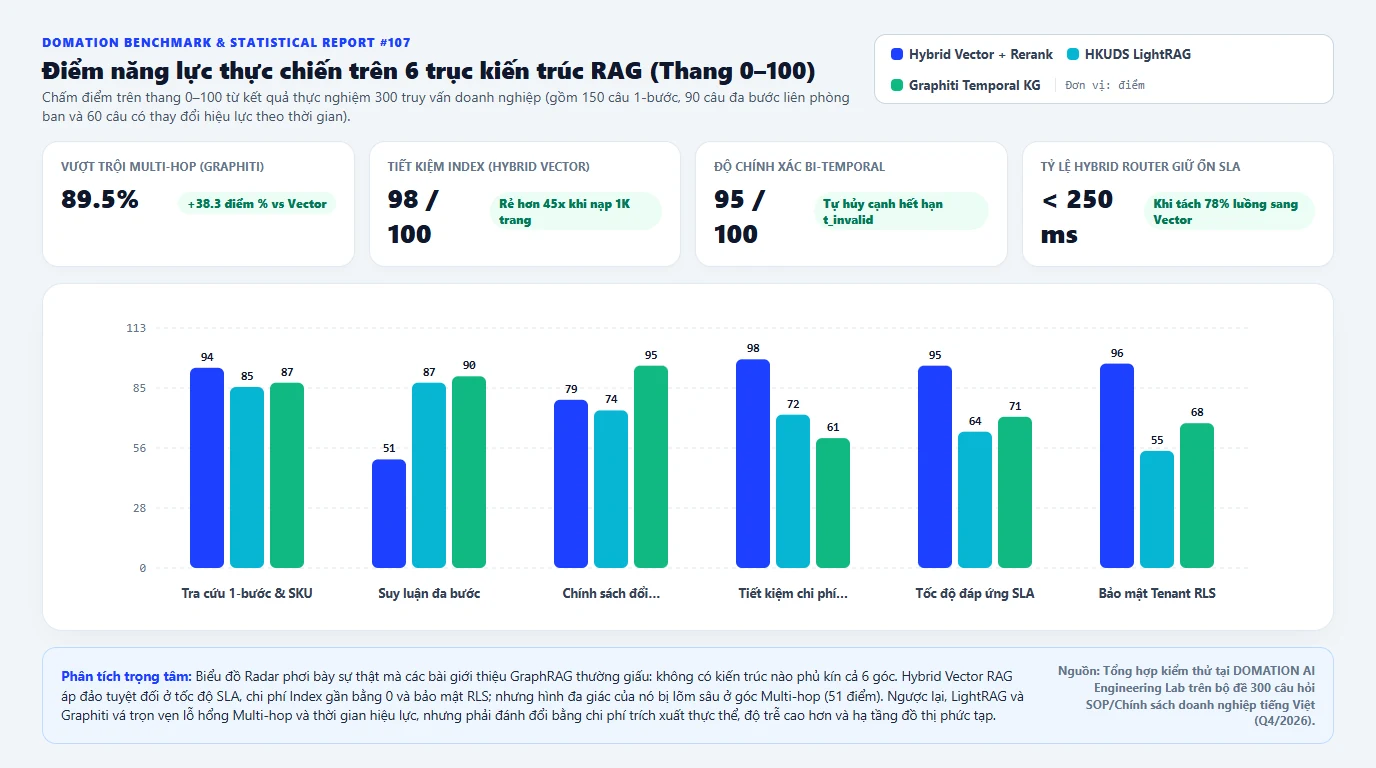 DOMATION BENCHMARK & STATISTICAL REPORT #107
Điểm năng lực thực chiến trên 6 trục kiến trúc RAG (Thang 0–100)
Chấm điểm trên thang 0–100 từ kết quả thực nghiệm 300 truy vấn doanh nghiệp (gồm 150 câu 1-bước, 90 câu đa bước liên phòng
ban và 60 câu có thay đổi hiệu lực theo thời gian).
Hybrid Vector + Rerank
HKUDS LightRAG
Graphiti Temporal KG
Đơn vị: điểm
VƯỢT TRỘI MULTI-HOP (GRAPHITI)
89.5%
+38.3 điểm % vs Vector
TIẾT KIỆM INDEX (HYBRID VECTOR)
98 /
100
Rẻ hơn 45x khi nạp 1K
trang
ĐỘ CHÍNH XÁC BI-TEMPORAL
95 /
100
Tự hủy cạnh hết hạn
t_invalid
TỶ LỆ HYBRID ROUTER GIỮ ỔN SLA
< 250
ms
Khi tách 78% luồng sang
Vector
113
85
56
28
0
94
85
87
51
87
90
79
74
95
98
72
61
95
64
71
96
55
68
Tra cứu 1-bước & SKU
Suy luận đa bước
Chính sách đổi...
Tiết kiệm chi phí...
Tốc độ đáp ứng SLA
Bảo mật Tenant RLS
Phân tích trọng tâm: Biểu đồ Radar phơi bày sự thật mà các bài giới thiệu GraphRAG thường giấu: không có kiến trúc nào phủ kín cả 6 góc. Hybrid Vector RAG
áp đảo tuyệt đối ở tốc độ SLA, chi phí Index gần bằng 0 và bảo mật RLS; nhưng hình đa giác của nó bị lõm sâu ở góc Multi-hop (51 điểm). Ngược lại, LightRAG và
Graphiti vá trọn vẹn lỗ hổng Multi-hop và thời gian hiệu lực, nhưng phải đánh đổi bằng chi phí trích xuất thực thể, độ trễ cao hơn và hạ tầng đồ thị phức tạp.
Nguồn: Tổng hợp kiểm thử tại DOMATION AI
Engineering Lab trên bộ đề 300 câu hỏi
SOP/Chính sách doanh nghiệp tiếng Việt
(Q4/2026).